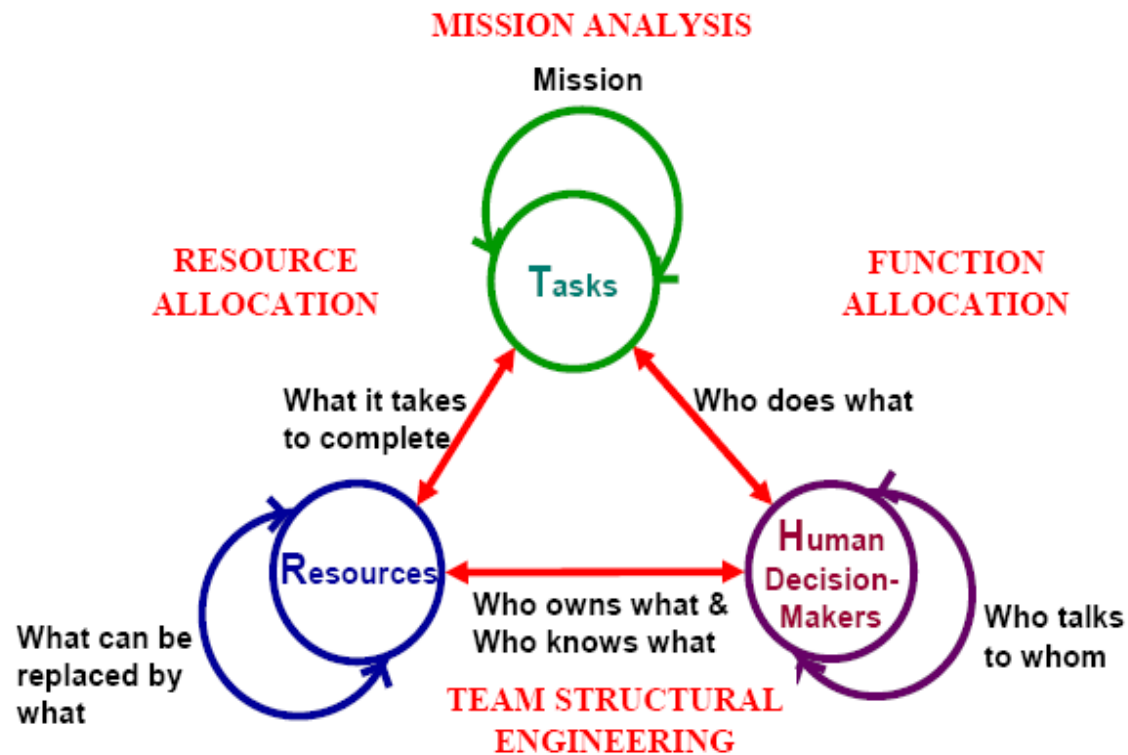 MISSION ANALYSIS
Mission
Tasks
RESOURCE
ALLOCATION
FUNCTION
ALLOCATION
What it takes
to complete
Who does what
Resources
Human
Decision-
Makers
Who owns what &
Who knows what
What can be
replaced by
what
Who talks
to whom
TEAM STRUCTURAL
ENGINEERING